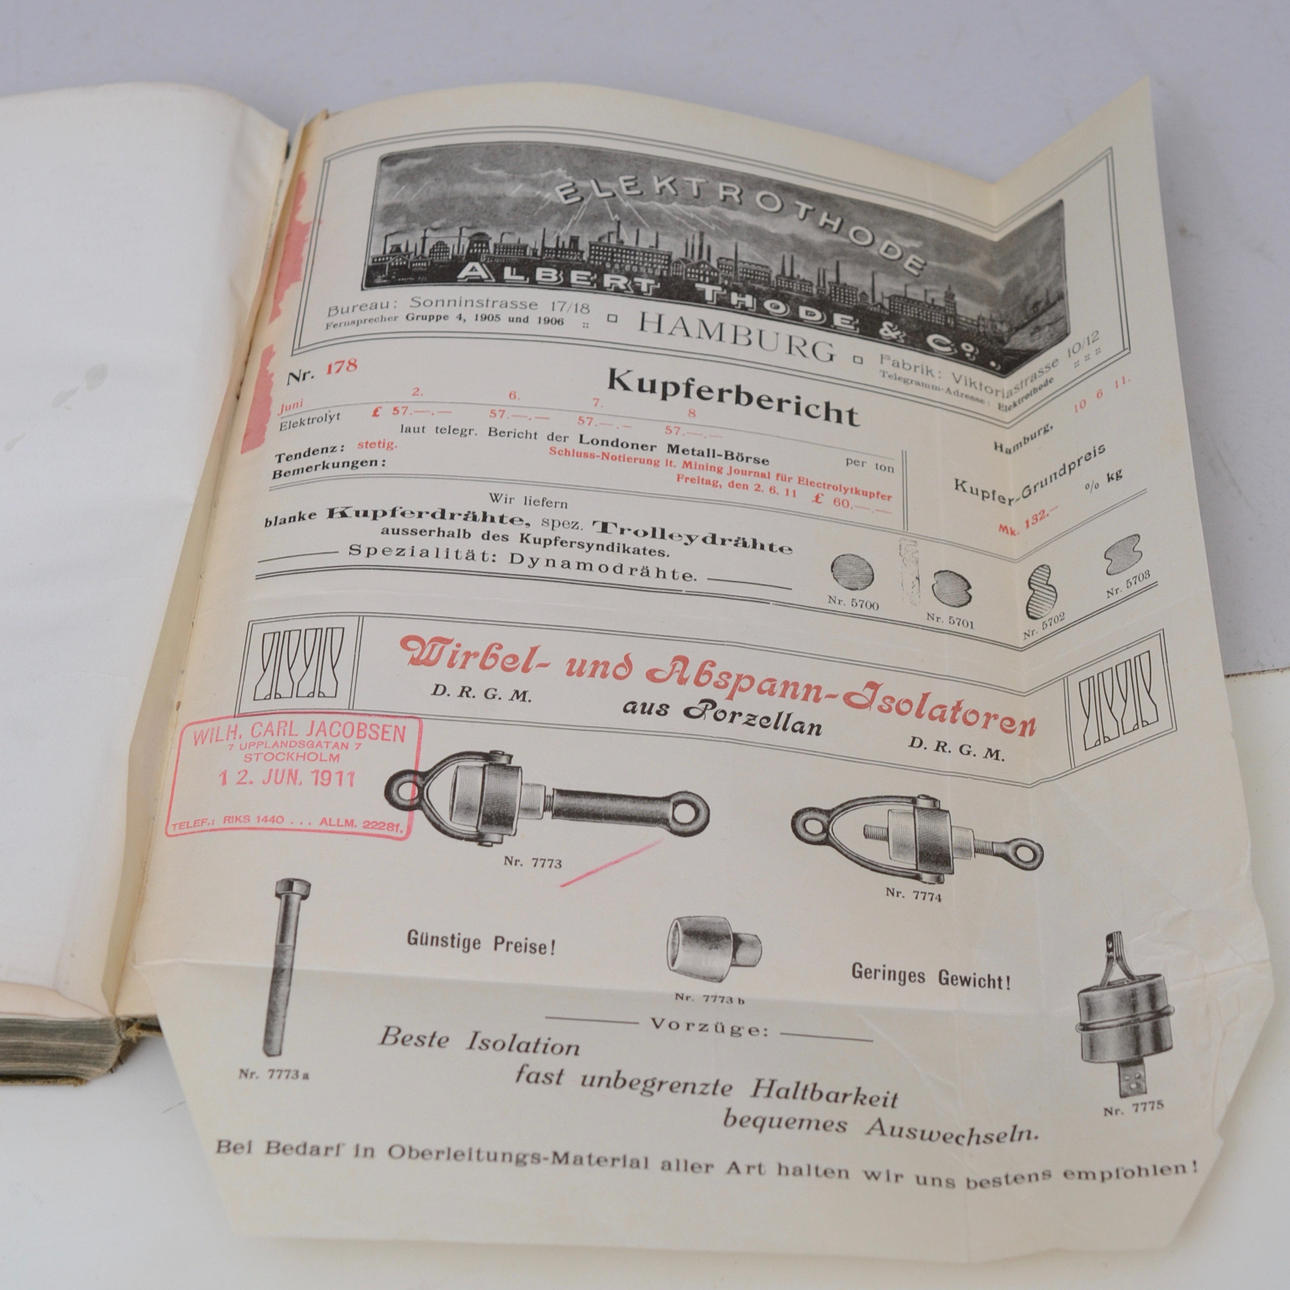 ELEKTROTHODE
ALBERT THODE & Co.
Bureau: Sonninstrasse 17/18
Fernsprecher Gruppe 4, 1905 und 1906
HAMBURG
Fabrik: Viktoriastrasse 10/12
Telegramm-Adresse: Elektrothode
Nr. 178
Kupferbericht
Hamburg, 10 6 11.
Juni 2. 6. 7. 8
Elektrolyt £ 57.—.— 57.—.— 57.—.— 57.—.—
laut telegr. Bericht der Londoner Metall-Börse per ton
Tendenz: stetig.
Schluss-Notierung lt. Mining Journal für Electrolytkupfer
Bemerkungen:
Freitag, den 2. 6. 11 £ 60.—.—
Kupfer-Grundpreis
% kg
Mk. 132.-
Wir liefern
blanke Kupferdrähte, spez. Trolleydrähte
ausserhalb des Kupfersyndikates.
Spezialität: Dynamodrähte.
Nr. 5700
Nr. 5701
Nr. 5702
Nr. 5703
Wirbel- und Abspann-Isolatoren
D. R. G. M.
aus Porzellan
D. R. G. M.
WILH. CARL JACOBSEN
7 UPPLANDSGATAN 7
STOCKHOLM
12. JUN. 1911
TELEF.: RIKS 1440 . . . ALLM. 22281.
Nr. 7773
Nr. 7774
Günstige Preise!
Geringes Gewicht!
Nr. 7773 b
Nr. 7773 a
Nr. 7775
Vorzüge:
Beste Isolation
fast unbegrenzte Haltbarkeit
bequemes Auswechseln.
Bei Bedarf in Oberleitungs-Material aller Art halten wir uns bestens empfohlen!